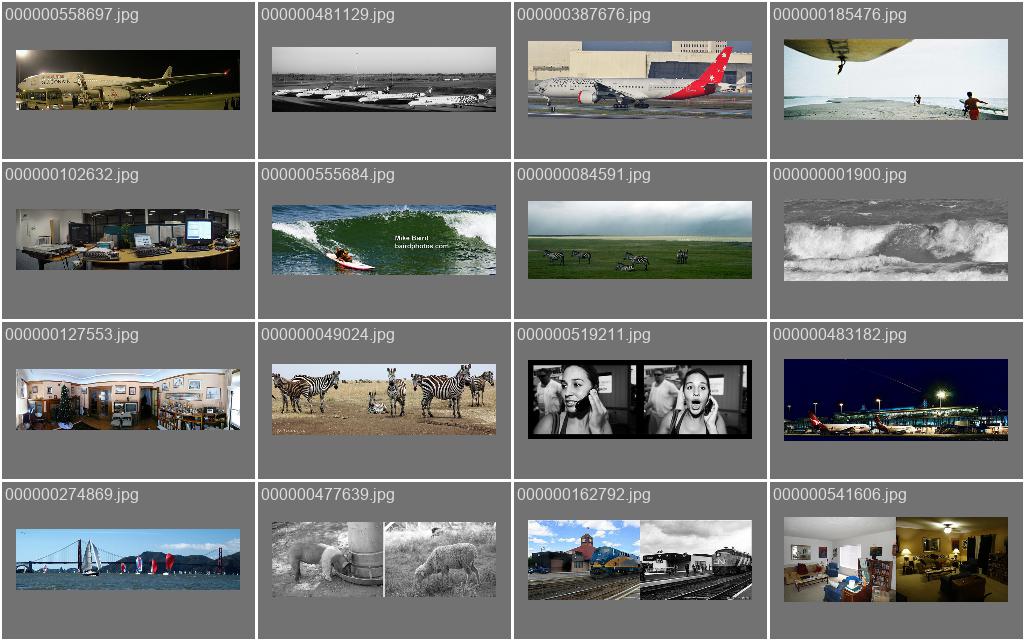 000000558697.jpg
000000481129.jpg
000000387676.jpg
000000185476.jpg
000000102632.jpg
000000555684.jpg
000000084591.jpg
000000001900.jpg
Mike Baird
bairdphotos.com
000000127553.jpg
000000049024.jpg
000000519211.jpg
000000483182.jpg
000000274869.jpg
000000477639.jpg
000000162792.jpg
000000541606.jpg